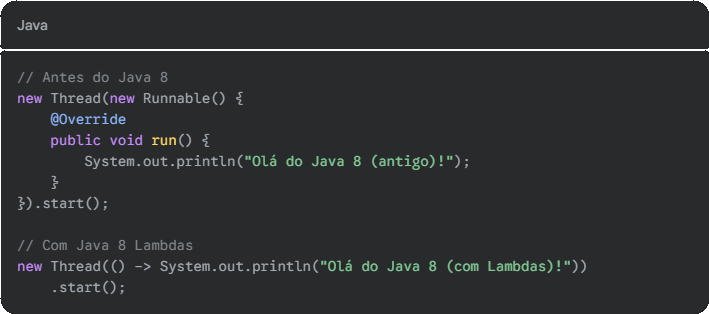 Java
// Antes do Java 8
new Thread(new Runnable() {
    @Override
    public void run() {
        System.out.println("Olá do Java 8 (antigo)!");
    }
}).start();
// Com Java 8 Lambdas
new Thread(() -> System.out.println("Olá do Java 8 (com Lambdas)!"))
    .start();